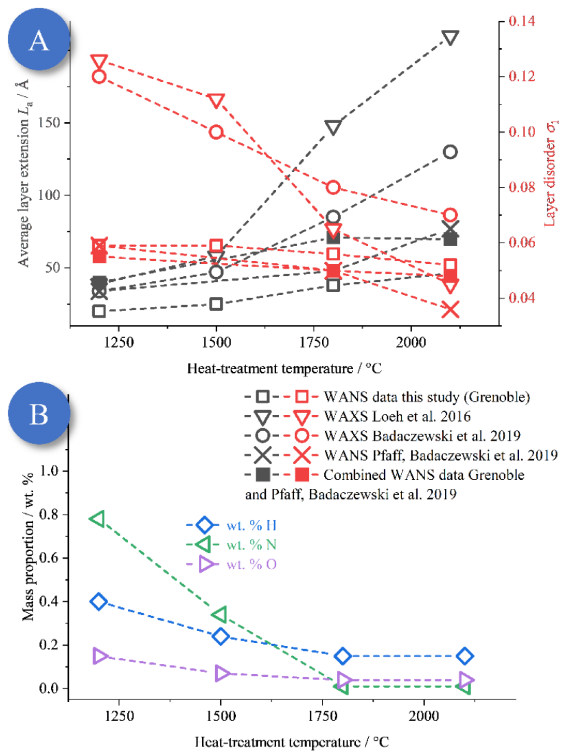 A
Average layer extension La / Å
150
100
50
0.14
0.12
0.10
0.08
0.06
0.04
Layer disorder σ1
1250 1500 1750 2000
Heat-treatment temperature / °C
B
WANS data this study (Grenoble)
WAXS Loeh et al. 2016
WAXS Badaczewski et al. 2019
WANS Pfaff, Badaczewski et al. 2019
Combined WANS data Grenoble
and Pfaff, Badaczewski et al. 2019
Mass proportion / wt. %
1.0
0.8
0.6
0.4
0.2
0.0
wt. % H
wt. % N
wt. % O
1250 1500 1750 2000
Heat-treatment temperature / °C